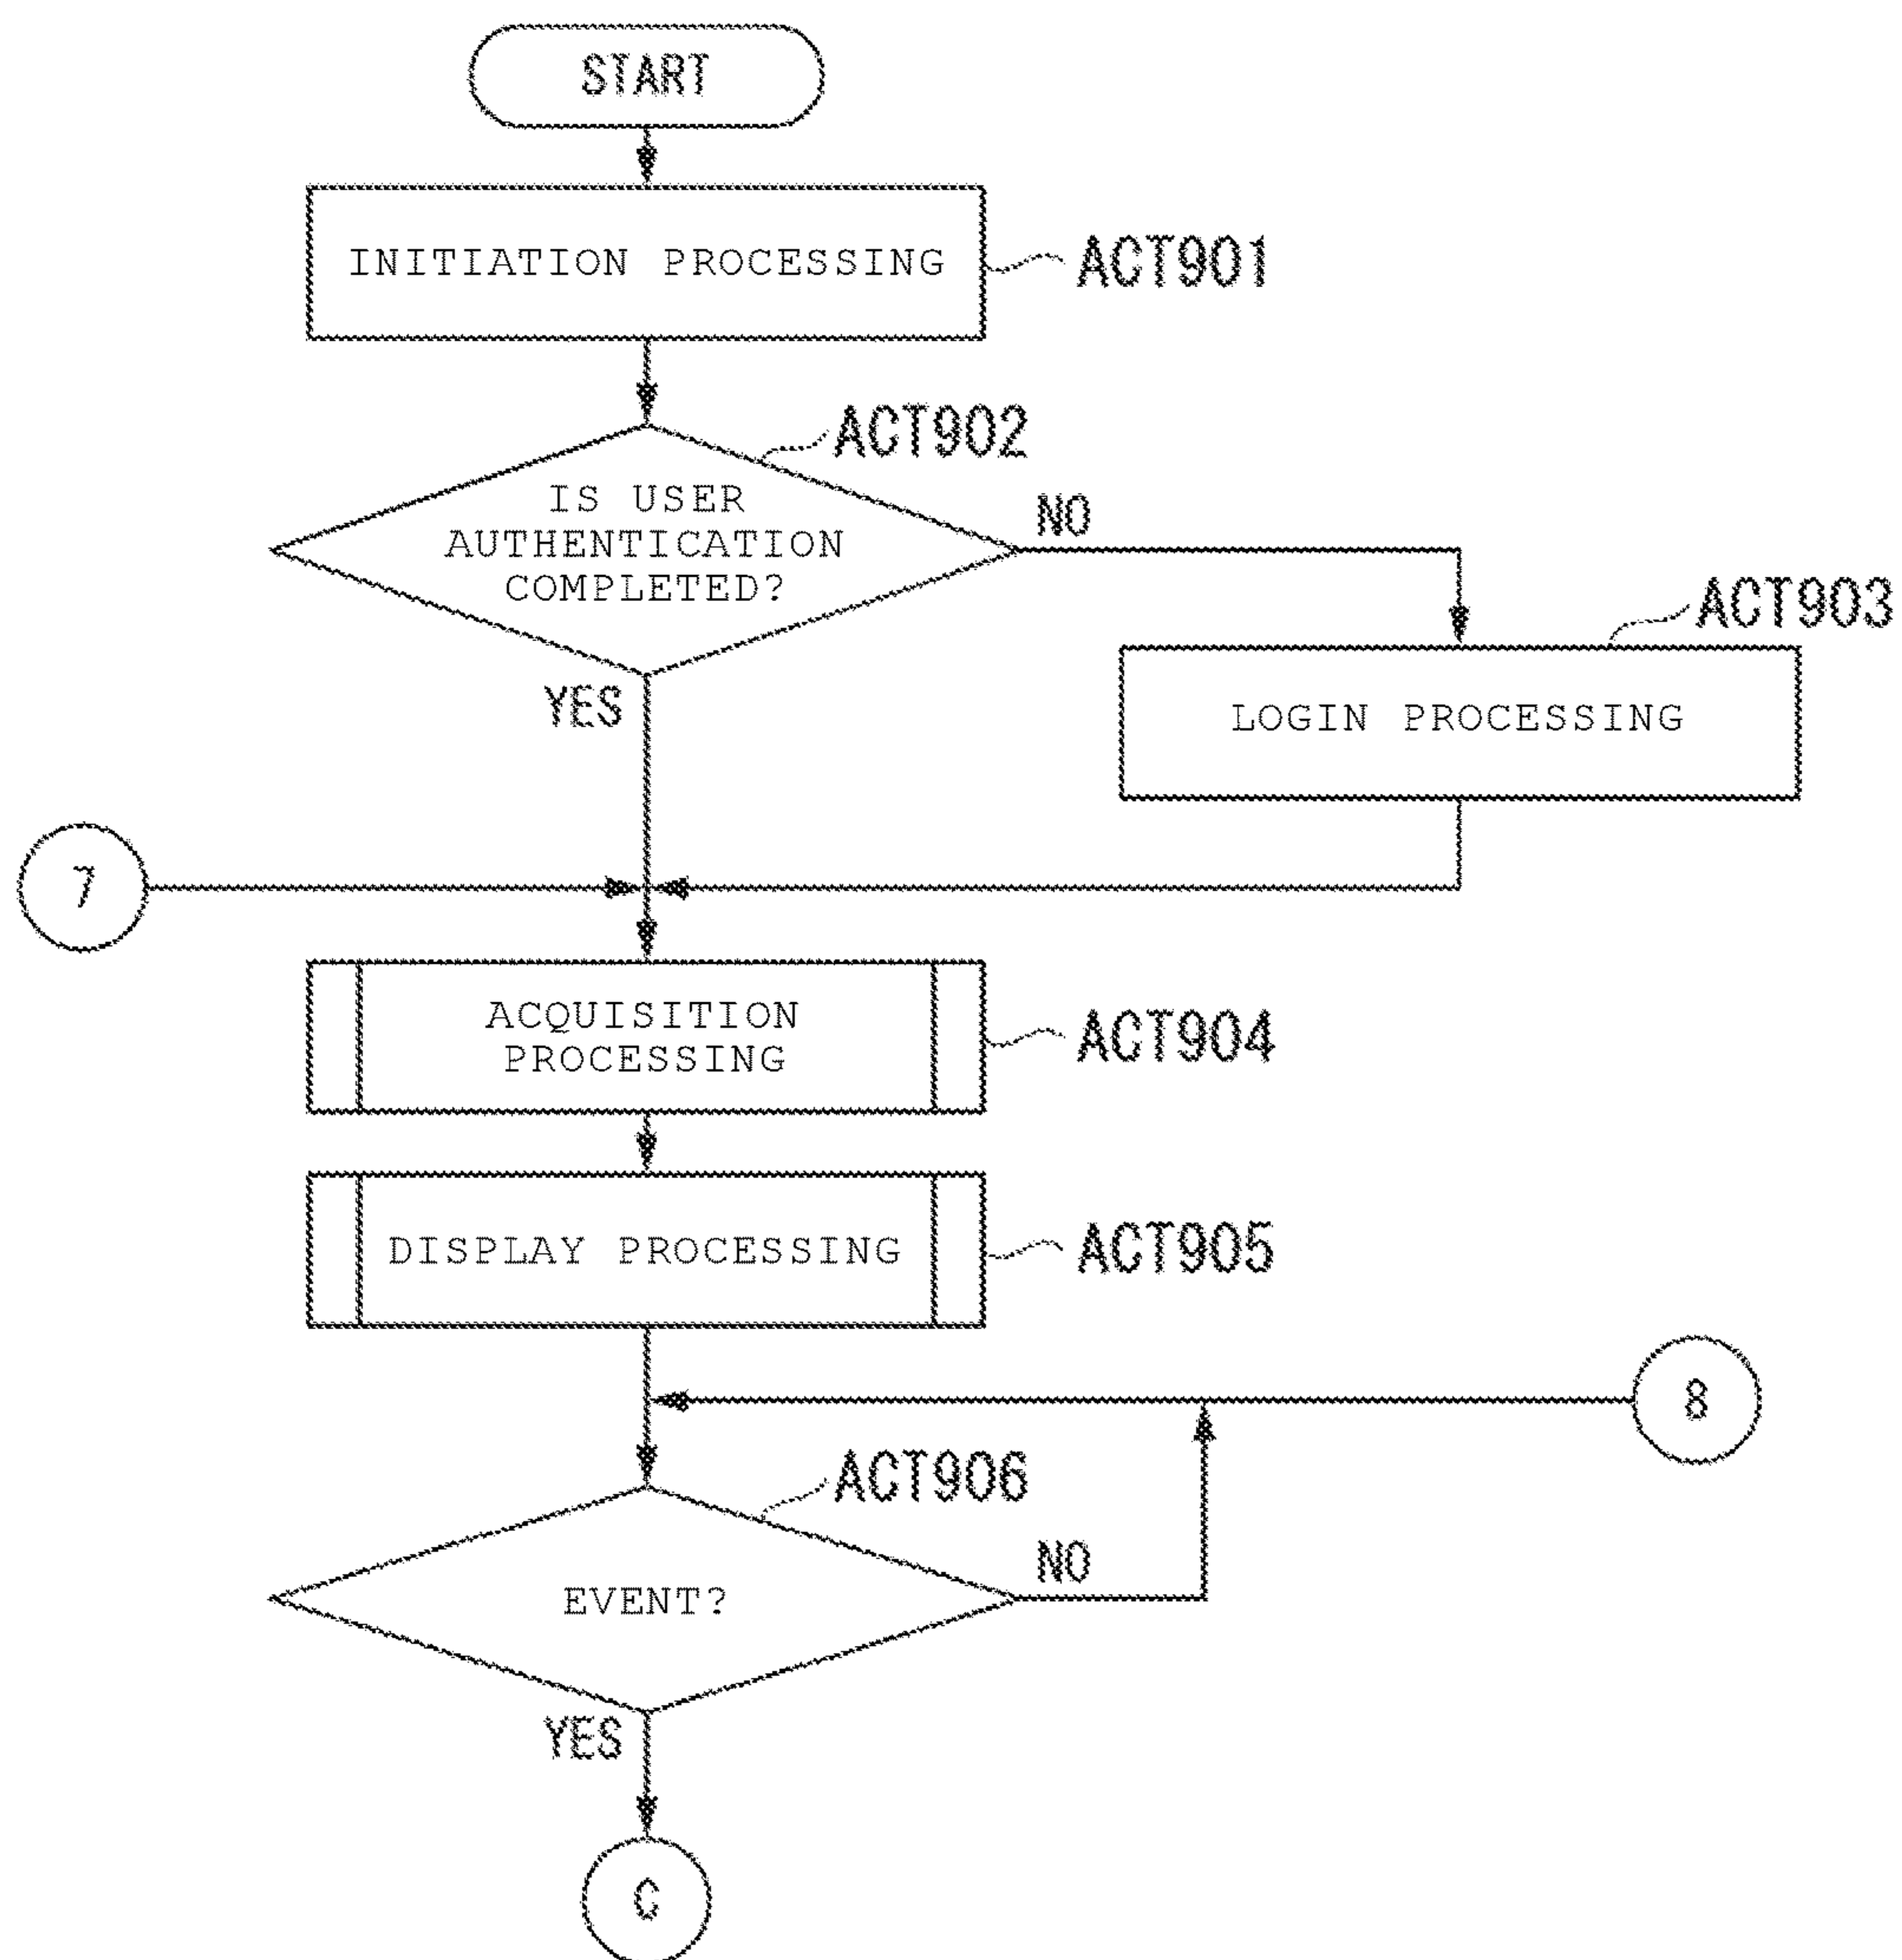 START
INITIATION PROCESSING
ACT901
ACT902
IS USER
AUTHENTICATION
COMPLETED?
NO
ACT903
LOGIN PROCESSING
YES
7
ACQUISITION
PROCESSING
ACT904
DISPLAY PROCESSING
ACT905
8
ACT906
EVENT?
NO
YES
C